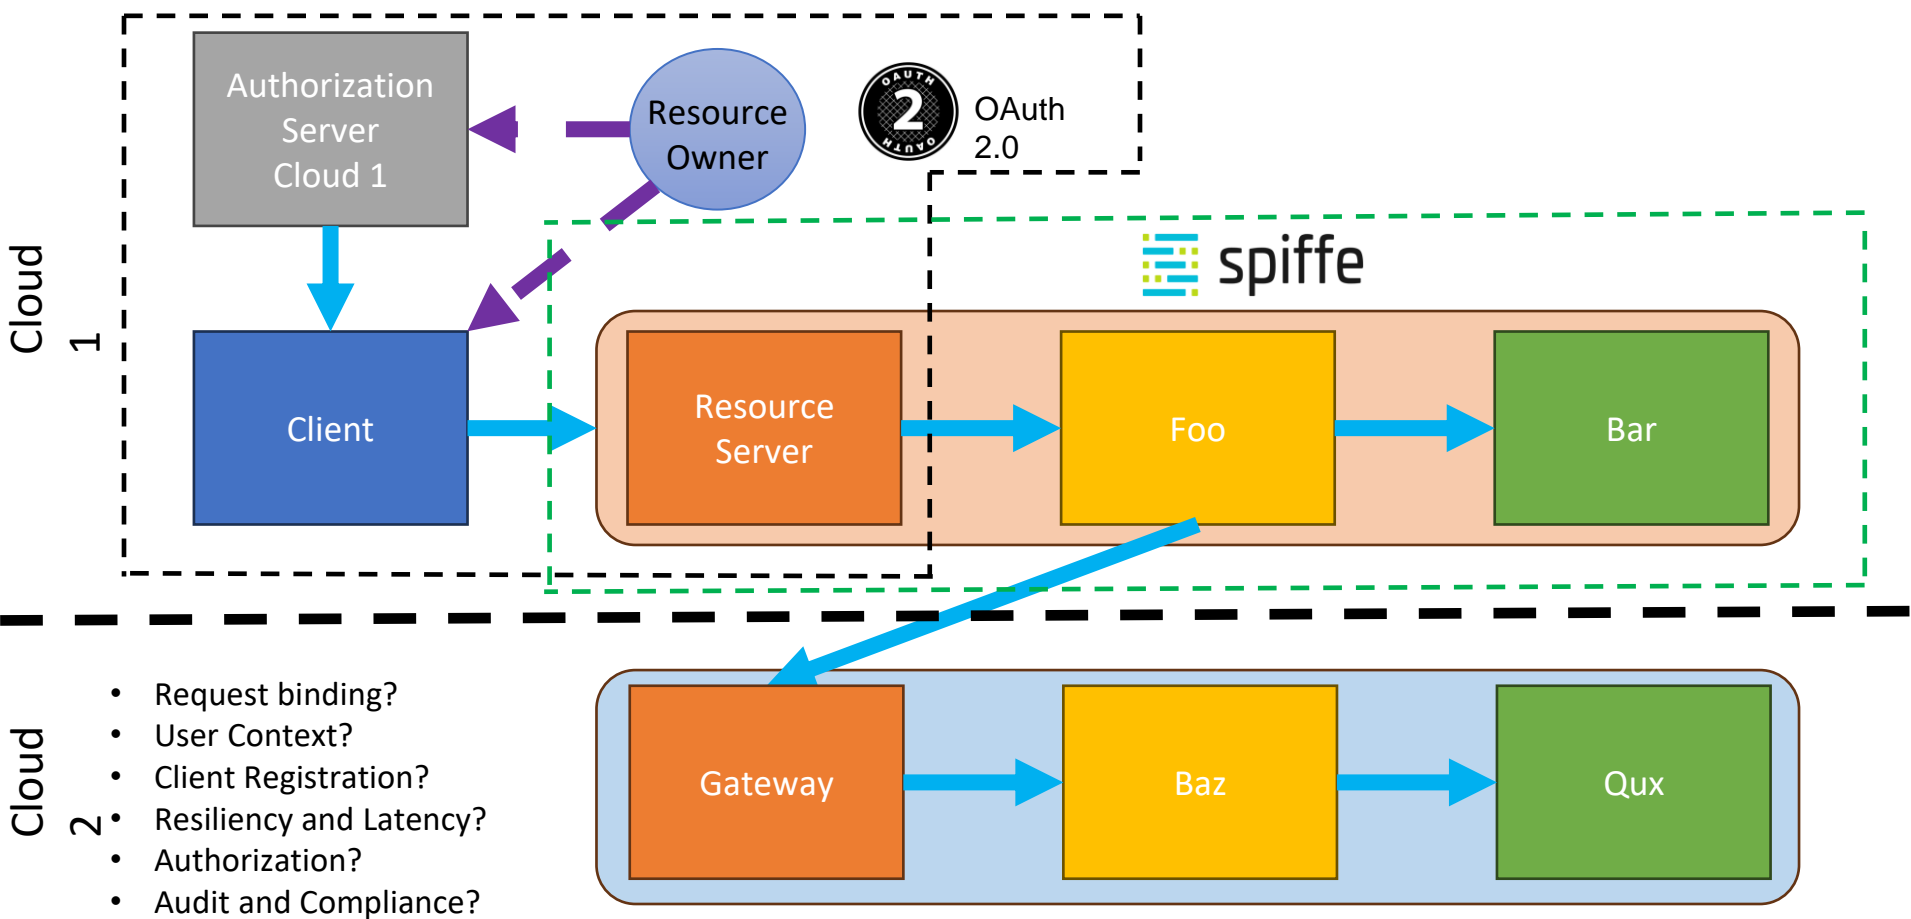 Authorization
Server
Cloud 1
Resource
Owner
OAUTH
2
OAUTH
OAuth
2.0
spiffe
Cloud
1
Client
Resource
Server
Foo
Bar
Cloud
2
• Request binding?
• User Context?
• Client Registration?
• Resiliency and Latency?
• Authorization?
• Audit and Compliance?
Gateway
Baz
Qux